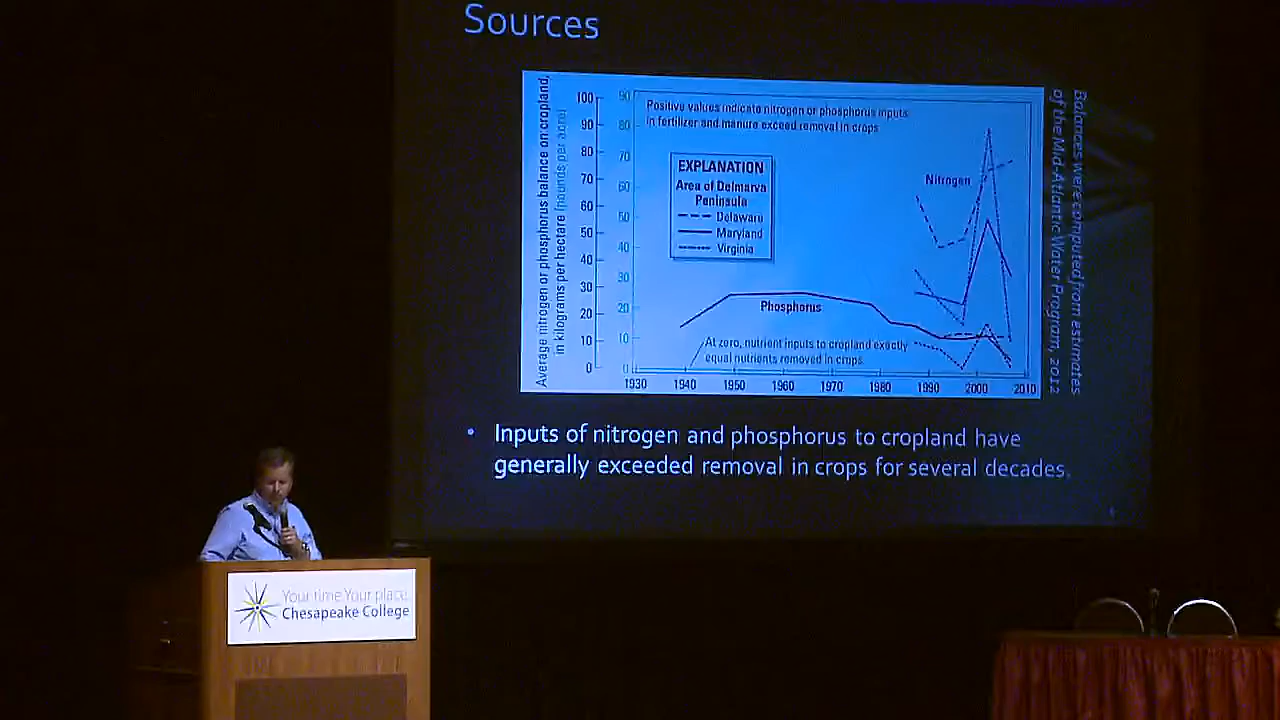 Sources
Average nitrogen or phosphorus balance on cropland,
in kilograms per hectare (pounds per acre)
100
90
80
70
60
50
40
30
20
10
0
90
80
70
60
50
40
30
20
10
0
Positive values indicate nitrogen or phosphorus inputs
in fertilizer and manure exceed removal in crops
EXPLANATION
Area of Delmarva
Peninsula
Delaware
Maryland
Virginia
Nitrogen
Phosphorus
At zero, nutrient inputs to cropland exactly
equal nutrients removed in crops
1930 1940 1950 1960 1970 1980 1990 2000 2010
Balances were computed from estimates
of the Mid-Atlantic Water Program, 2012
• Inputs of nitrogen and phosphorus to cropland have
generally exceeded removal in crops for several decades.
Your time Your place
Chesapeake College